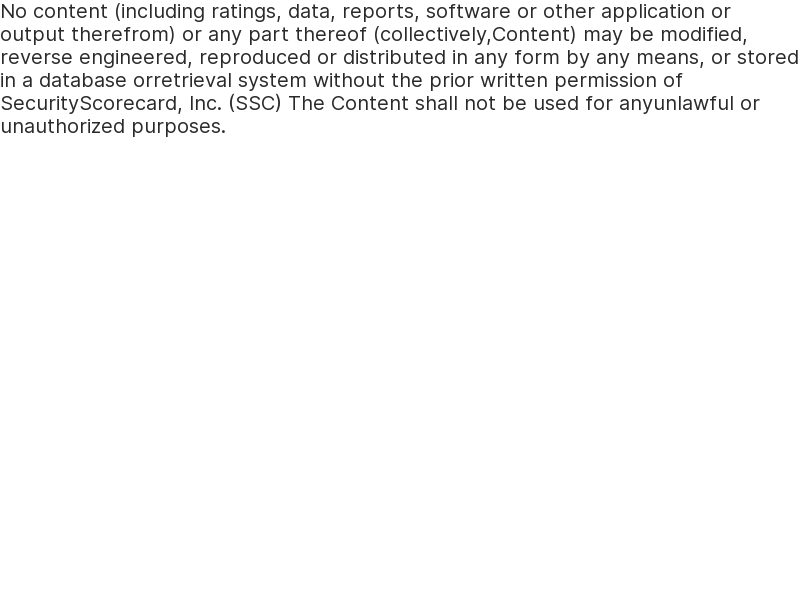 No content (including ratings, data, reports, software or other application or
output therefrom) or any part thereof (collectively,Content) may be modified,
reverse engineered, reproduced or distributed in any form by any means, or stored
in a database orretrieval system without the prior written permission of
SecurityScorecard, Inc. (SSC) The Content shall not be used for anyunlawful or
unauthorized purposes.